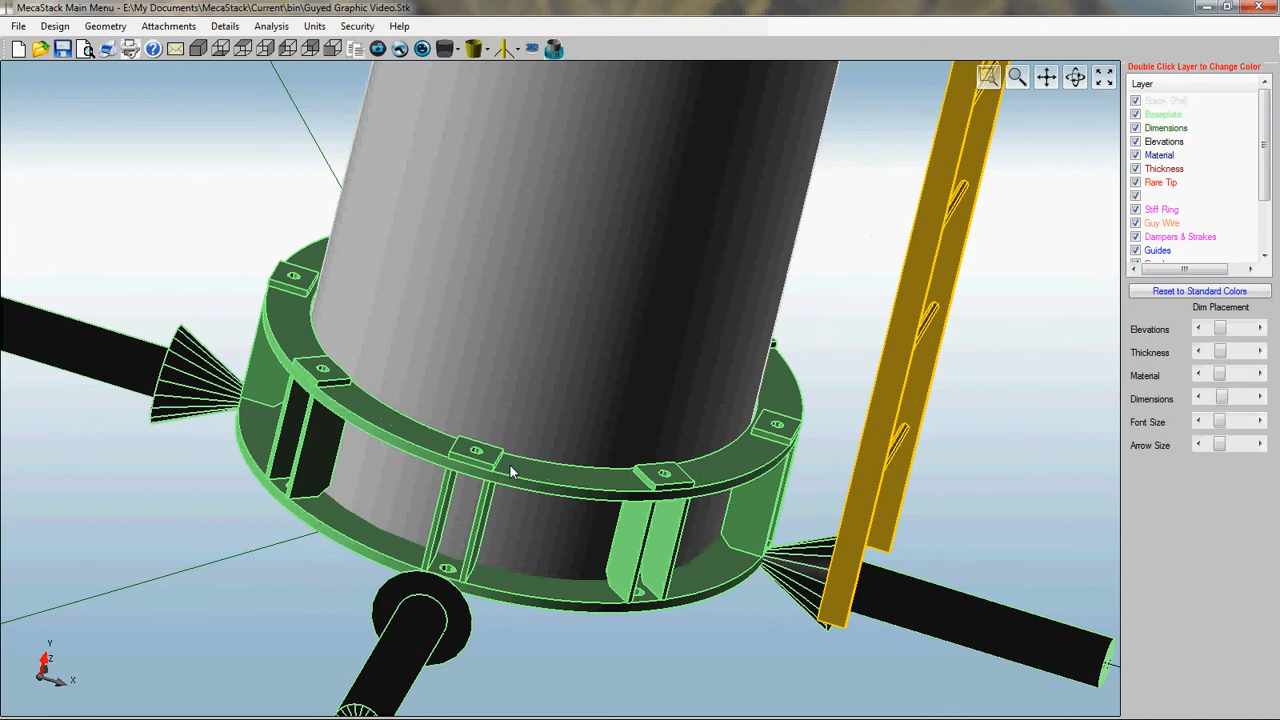 MecaStack Main Menu - E:\My Documents\MecaStack\Current\bin\Guyed Graphic Video.Stk
File Design Geometry Attachments Details Analysis Units Security Help
Double Click Layer to Change Color
Layer
Stack, Shell
Baseplate
Dimensions
Elevations
Material
Thickness
Flare Tip
Stiff Ring
Guy Wire
Dampers & Strakes
Guides
Reset to Standard Colors
Dim Placement
Elevations
Thickness
Material
Dimensions
Font Size
Arrow Size
Y
Z
X